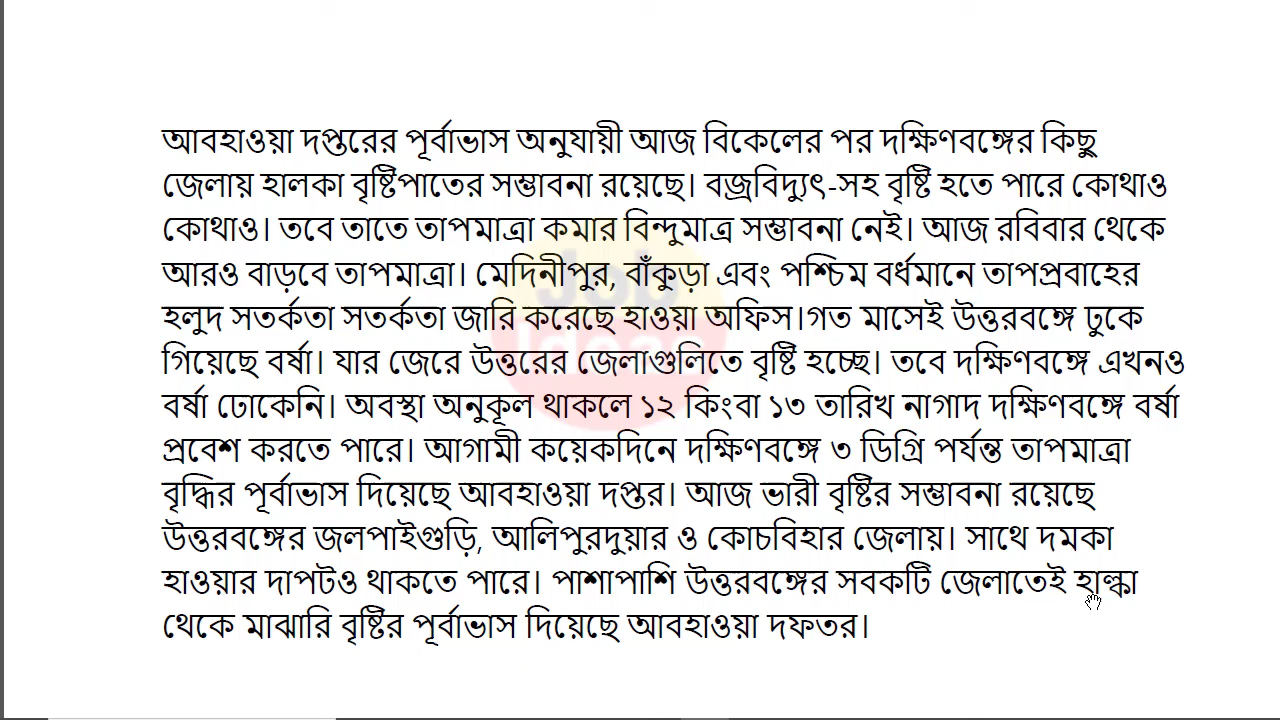 আবহাওয়া দপ্তরের পূর্বাভাস অনুযায়ী আজ বিকেলের পর দক্ষিণবঙ্গের কিছু
জেলায় হালকা বৃষ্টিপাতের সম্ভাবনা রয়েছে। বজ্রবিদ্যুৎ-সহ বৃষ্টি হতে পারে কোথাও
কোথাও। তবে তাতে তাপমাত্রা কমার বিন্দুমাত্র সম্ভাবনা নেই। আজ রবিবার থেকে
আরও বাড়বে তাপমাত্রা। মেদিনীপুর, বাঁকুড়া এবং পশ্চিম বর্ধমানে তাপপ্রবাহের
হলুদ সতর্কতা সতর্কতা জারি করেছে হাওয়া অফিস।গত মাসেই উত্তরবঙ্গে ঢুকে
গিয়েছে বর্ষা। যার জেরে উত্তরের জেলাগুলিতে বৃষ্টি হচ্ছে। তবে দক্ষিণবঙ্গে এখনও
বর্ষা ঢোকেনি। অবস্থা অনুকূল থাকলে ১২ কিংবা ১৩ তারিখ নাগাদ দক্ষিণবঙ্গে বর্ষা
প্রবেশ করতে পারে। আগামী কয়েকদিনে দক্ষিণবঙ্গে ৩ ডিগ্রি পর্যন্ত তাপমাত্রা
বৃদ্ধির পূর্বাভাস দিয়েছে আবহাওয়া দপ্তর। আজ ভারী বৃষ্টির সম্ভাবনা রয়েছে
উত্তরবঙ্গের জলপাইগুড়ি, আলিপুরদুয়ার ও কোচবিহার জেলায়। সাথে দমকা
হাওয়ার দাপটও থাকতে পারে। পাশাপাশি উত্তরবঙ্গের সবকটি জেলাতেই হাল্কা
থেকে মাঝারি বৃষ্টির পূর্বাভাস দিয়েছে আবহাওয়া দফতর।
Job
Ideas